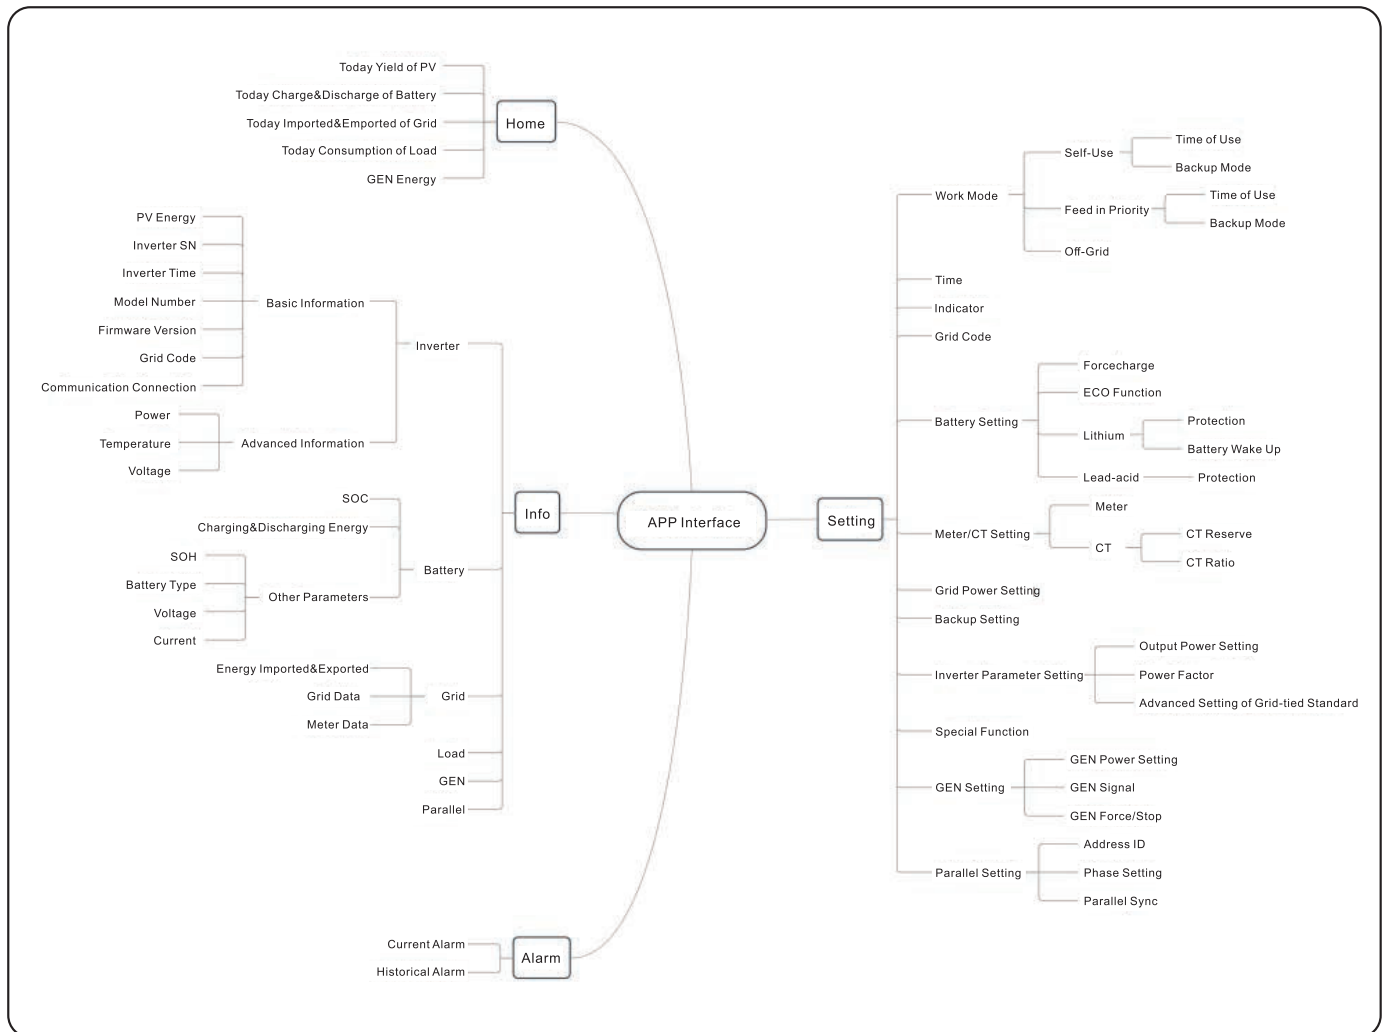 Home
Today Yield of PV
Today Charge&Discharge of Battery
Today Imported&Emported of Grid
Today Consumption of Load
GEN Energy
Info
Inverter
Basic Information
PV Energy
Inverter SN
Inverter Time
Model Number
Firmware Version
Grid Code
Communication Connection
Advanced Information
Power
Temperature
Voltage
Battery
SOC
Charging&Discharging Energy
Other Parameters
SOH
Battery Type
Voltage
Current
Grid
Energy Imported&Exported
Grid Data
Meter Data
Load
GEN
Parallel
Alarm
Current Alarm
Historical Alarm
APP Interface
Setting
Work Mode
Self-Use
Time of Use
Backup Mode
Feed in Priority
Time of Use
Backup Mode
Off-Grid
Time
Indicator
Grid Code
Battery Setting
Forcecharge
ECO Function
Lithium
Protection
Battery Wake Up
Lead-acid
Protection
Meter/CT Setting
Meter
CT
CT Reserve
CT Ratio
Grid Power Setting
Backup Setting
Inverter Parameter Setting
Output Power Setting
Power Factor
Advanced Setting of Grid-tied Standard
Special Function
GEN Setting
GEN Power Setting
GEN Signal
GEN Force/Stop
Parallel Setting
Address ID
Phase Setting
Parallel Sync